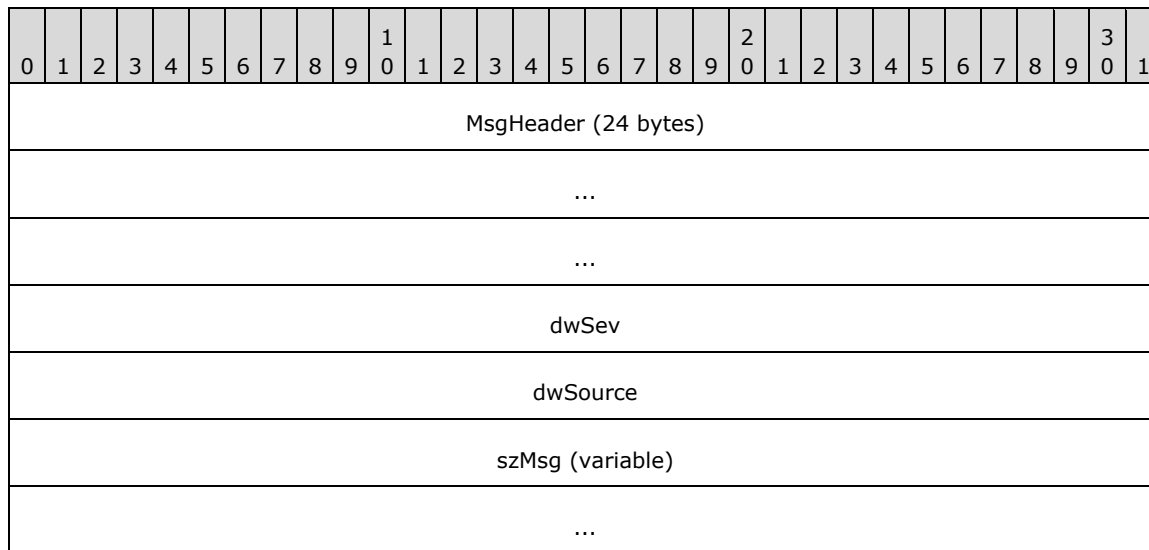 1 2 3
0 1 2 3 4 5 6 7 8 9 0 1 2 3 4 5 6 7 8 9 0 1 2 3 4 5 6 7 8 9 0 1
MsgHeader (24 bytes)
...
...
dwSev
dwSource
szMsg (variable)
...